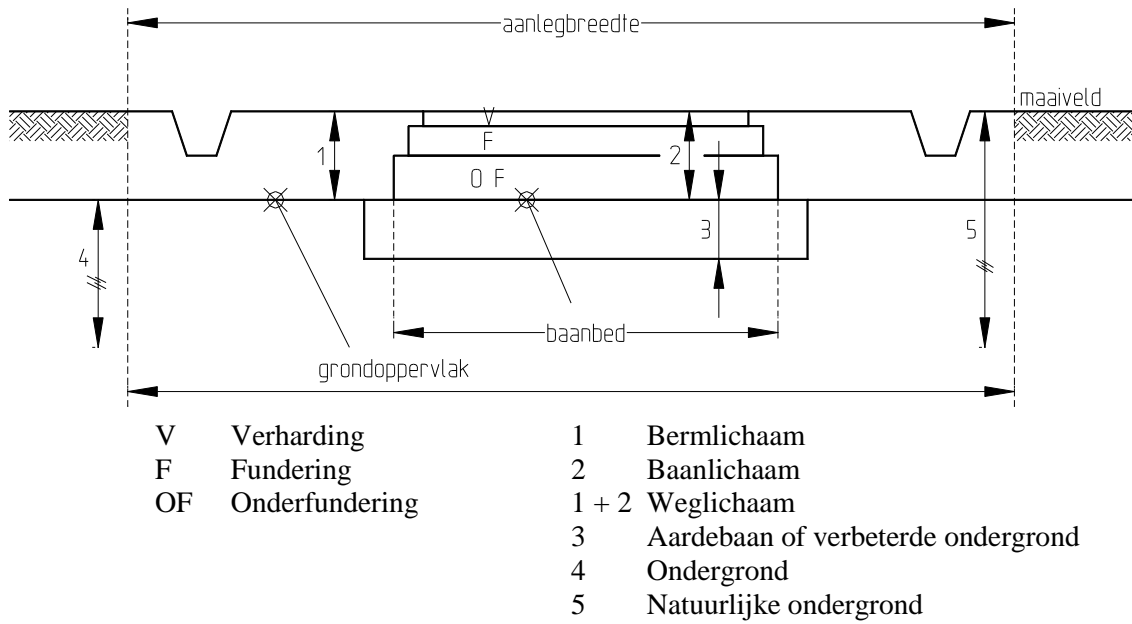 aanlegbreedte
maaiveld
V
F
1
2
O F
3
4
5
baanbed
grondoppervlak
V Verharding
F Fundering
OF Onderfundering
1 Bermlichaam
2 Baanlichaam
1 + 2 Weglichaam
3 Aardebaan of verbeterde ondergrond
4 Ondergrond
5 Natuurlijke ondergrond